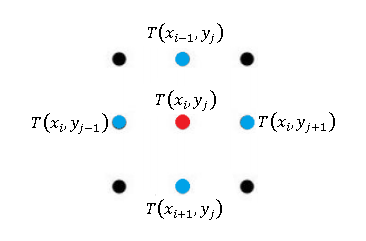 T(x_{i-1}, y_j)
T(x_i, y_j)
T(x_i, y_{j-1})
T(x_i, y_{j+1})
T(x_{i+1}, y_j)